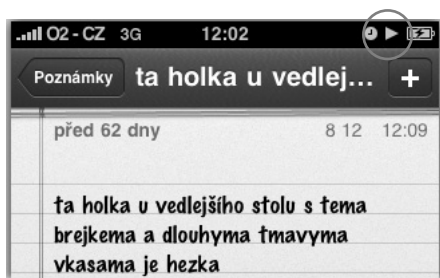 O2 - CZ 3G 12:02
Poznámky ta holka u vedlej... +
před 62 dny 8 12 12:09
ta holka u vedlejšího stolu s tema
brejkema a dlouhyma tmavyma
vkasama je hezka